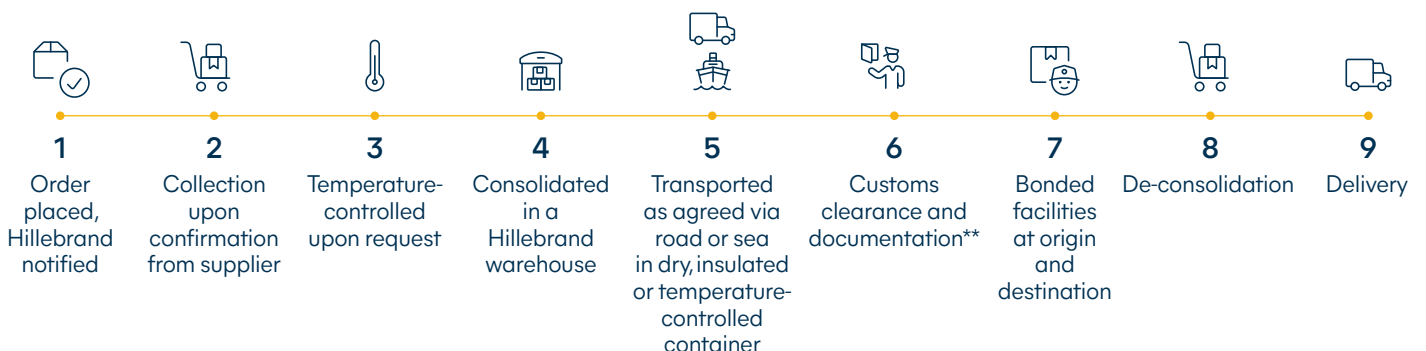 1
Order
placed,
Hillebrand
notified
2
Collection
upon
confirmation
from supplier
3
Temperature-
controlled
upon request
4
Consolidated
in a
Hillebrand
warehouse
5
Transported
as agreed via
road or sea
in dry, insulated
or temperature-
controlled
container
6
Customs
clearance and
documentation**
7
Bonded
facilities
at origin
and
destination
8
De-consolidation
9
Delivery